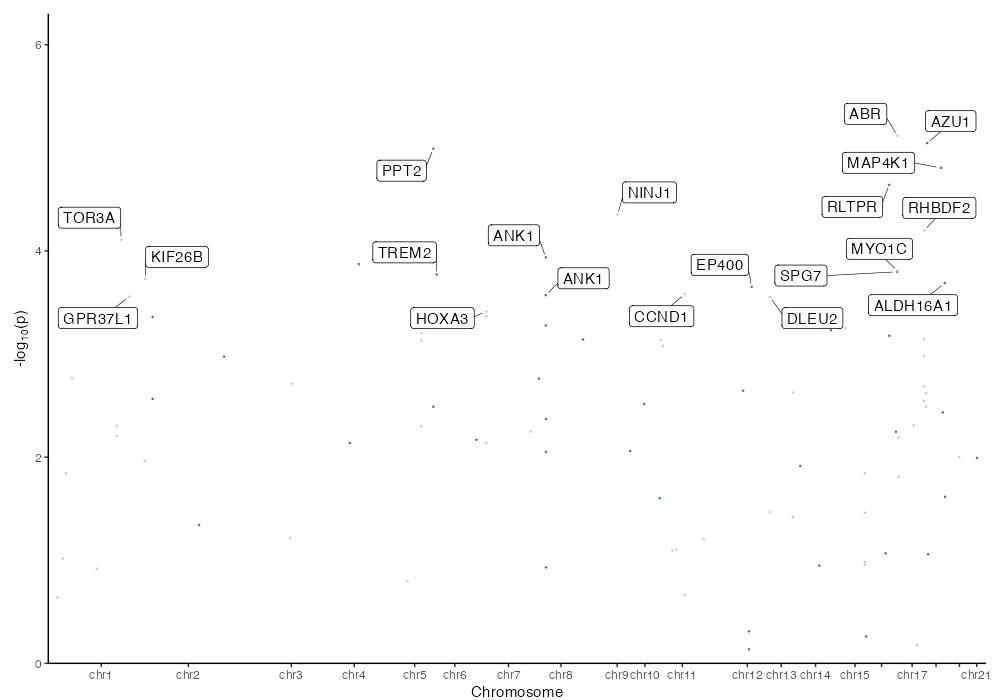 6
ABR
AZU1
MAP4K1
PPT2
NINJ1
RLTPR
RHBDF2
TOR3A
ANK1
4
TREM2
MYO1C
KIF26B
EP400
SPG7
ANK1
ALDH16A1
GPR37L1
HOXA3
CCND1
DLEU2
-log10(p)
2
0
chr1 chr2 chr3 chr4 chr5 chr6 chr7 chr8 chr9 chr10 chr11 chr12 chr13 chr14 chr15 chr17 chr21
Chromosome